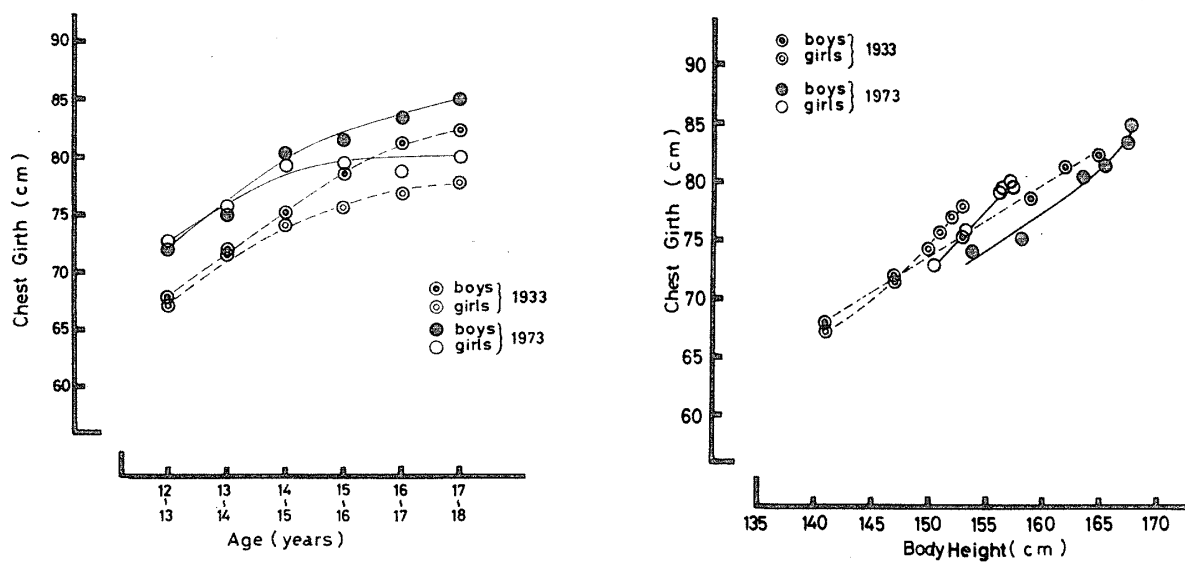 90
85
80
75
70
65
60
Chest Girth (cm)
boys
girls
1933
boys
girls
1973
12 13 14 15 16 17
13 14 15 16 17 18
Age (years)
boys
girls
1933
boys
girls
1973
90
85
80
75
70
65
60
Chest Girth (cm)
135 140 145 150 155 160 165 170
Body Height (cm)